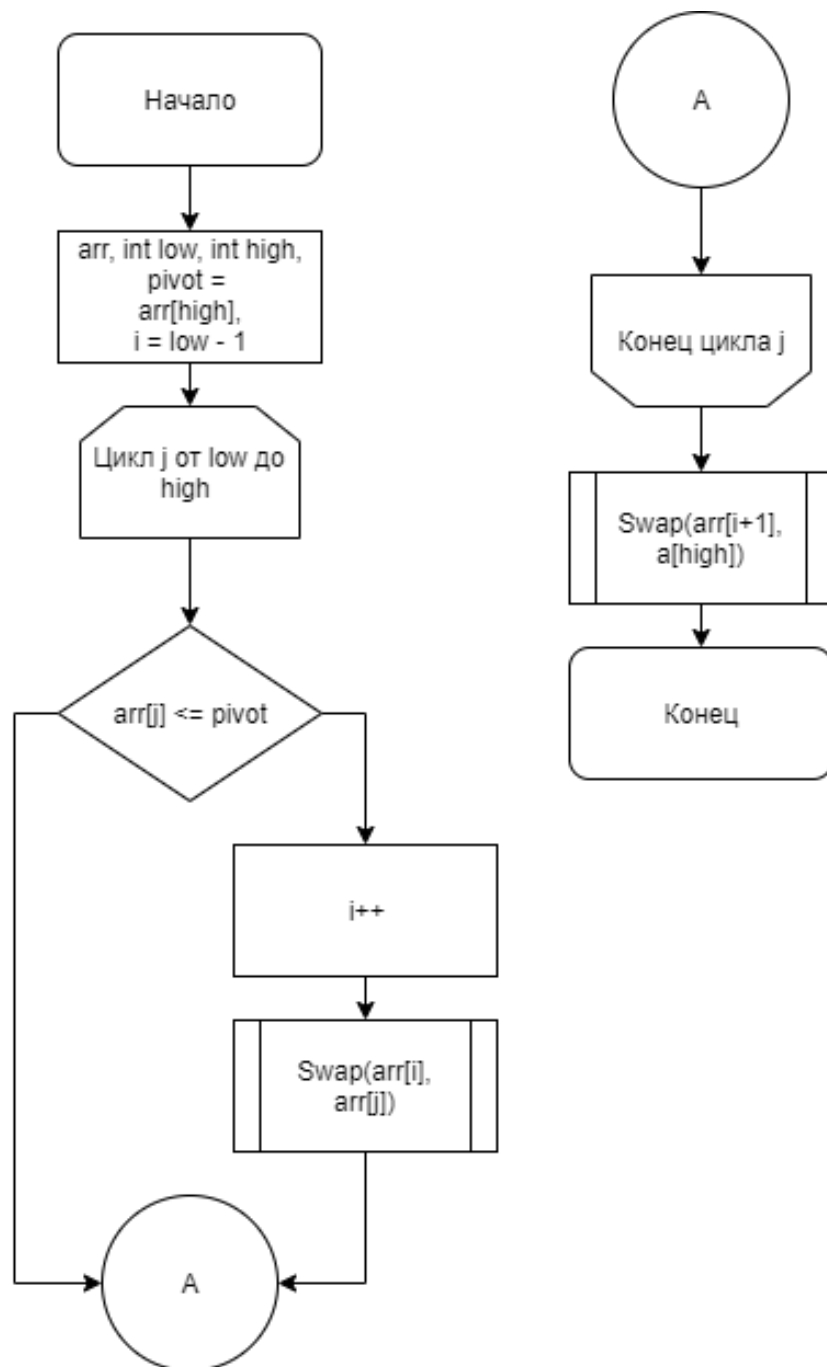 Начало
arr, int low, int high,
pivot =
arr[high],
i = low - 1
Цикл j от low до
high
arr[j] <= pivot
i++
Swap(arr[i],
arr[j])
A
A
Конец цикла j
Swap(arr[i+1],
a[high])
Конец